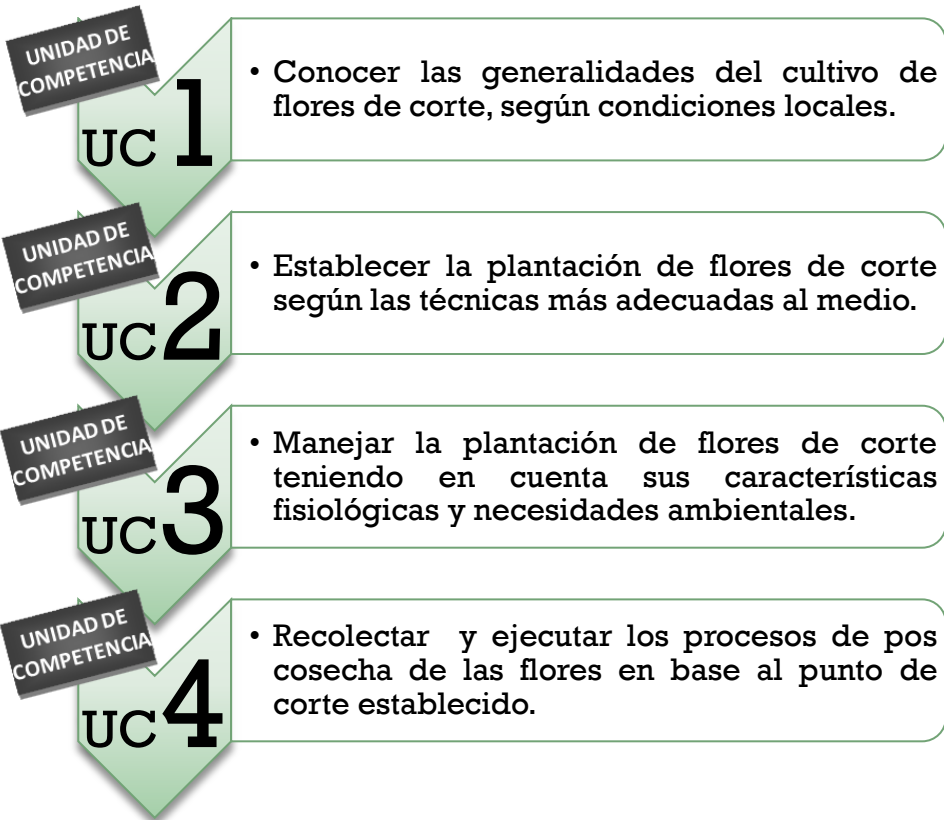 UNIDAD DE
COMPETENCIA
UC 1
• Conocer las generalidades del cultivo de
flores de corte, según condiciones locales.
UNIDAD DE
COMPETENCIA
UC2
• Establecer la plantación de flores de corte
según las técnicas más adecuadas al medio.
UNIDAD DE
COMPETENCIA
UC3
• Manejar la plantación de flores de corte
teniendo en cuenta sus características
fisiológicas y necesidades ambientales.
UNIDAD DE
COMPETENCIA
UC4
• Recolectar y ejecutar los procesos de pos
cosecha de las flores en base al punto de
corte establecido.